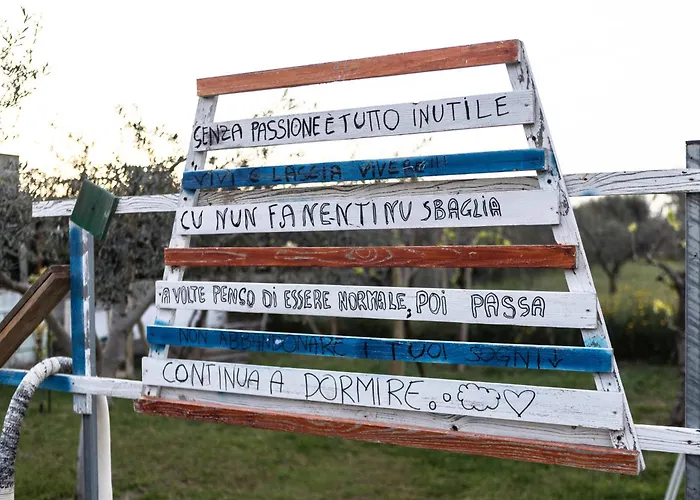 SENZA PASSIONE È TUTTO INUTILE
VIVI E LASCIA VIVERE!!!
CU NUN FA NENTI NU SBAGLIA
A VOLTE PENSO DI ESSERE NORMALE, POI PASSA
NON ABBANDONARE I TUOI SOGNI↓
CONTINUA A DORMIRE...